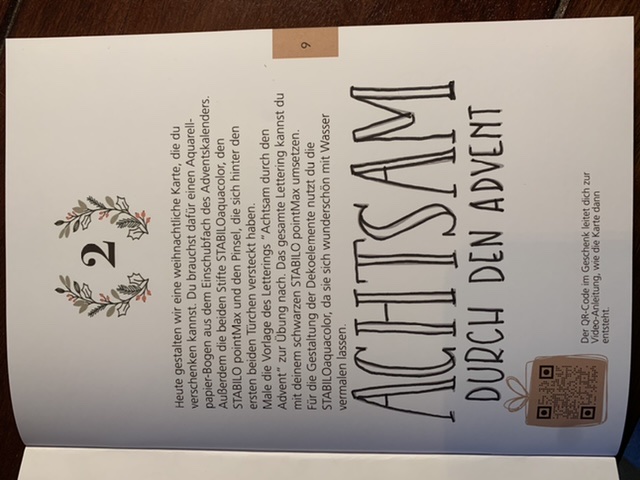 2
Heute gestalten wir eine weihnachtliche Karte, die du
verschenken kannst. Du brauchst dafür einen Aquarell-
papier-Bogen aus dem Einschubfach des Adventskalenders.
Außerdem die beiden Stifte STABILOaquacolor, den
STABILO pointMax und den Pinsel, die sich hinter den
ersten beiden Türchen versteckt haben.
Male die Vorlage des Letterings "Achtsam durch den
Advent" zur Übung nach. Das gesamte Lettering kannst du
mit deinem schwarzen STABILO pointMax umsetzen.
Für die Gestaltung der Dekoelemente nutzt du die
STABILOaquacolor, da sie sich wunderschön mit Wasser
vermalen lassen.
ACHTSAM
DURCH DEN ADVENT
Der QR-Code im Geschenk leitet dich zur
Video-Anleitung, wie die Karte dann
entsteht.
9